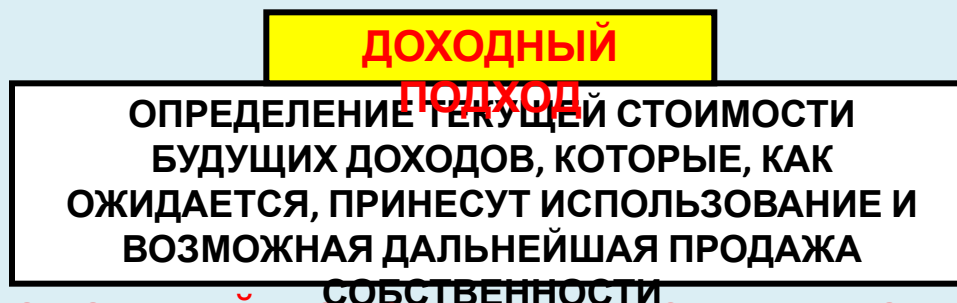 ДОХОДНЫЙ
ПОДХОД
ОПРЕДЕЛЕНИЕ ТЕКУЩЕЙ СТОИМОСТИ
БУДУЩИХ ДОХОДОВ, КОТОРЫЕ, КАК
ОЖИДАЕТСЯ, ПРИНЕСУТ ИСПОЛЬЗОВАНИЕ И
ВОЗМОЖНАЯ ДАЛЬНЕЙШАЯ ПРОДАЖА
СОБСТВЕННОСТИ